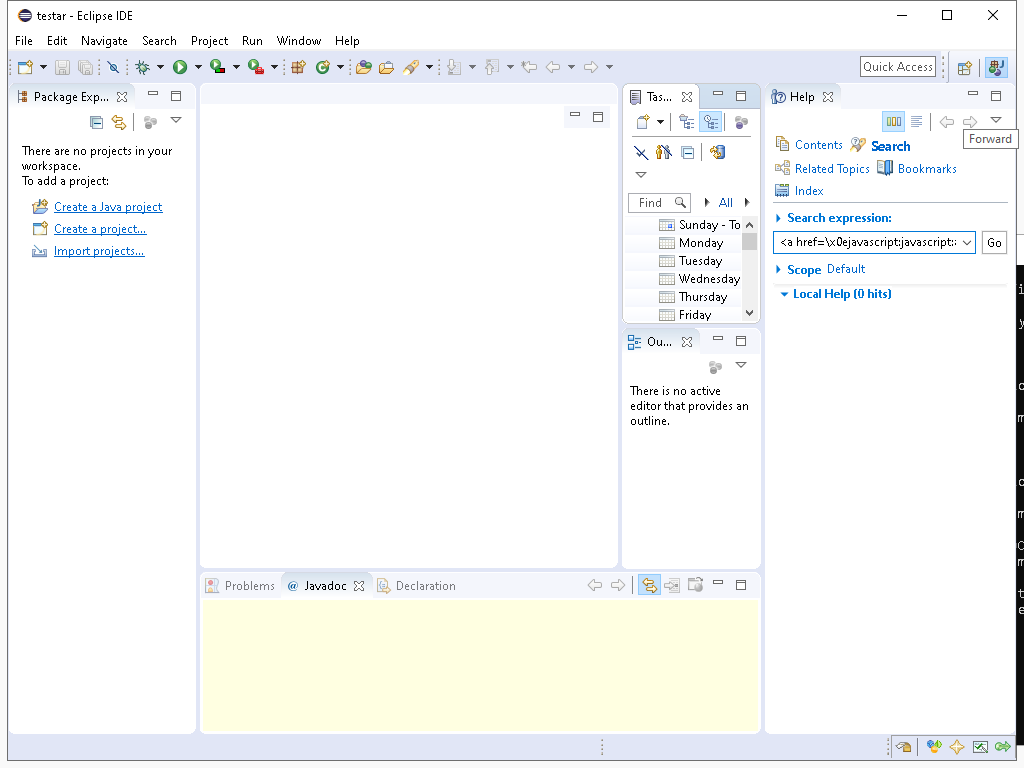 testar - Eclipse IDE
File Edit Navigate Search Project Run Window Help
Quick Access
Package Exp...
There are no projects in your
workspace.
To add a project:
Create a Java project
Create a project...
Import projects...
Tas...
Find
All
Sunday - To
Monday
Tuesday
Wednesday
Thursday
Friday
Ou...
There is no active
editor that provides an
outline.
Help
Forward
Contents Search
Related Topics Bookmarks
Index
Search expression:
<a href=\x0ejavascript:javascript:
Go
Scope Default
Local Help (0 hits)
Problems @ Javadoc Declaration